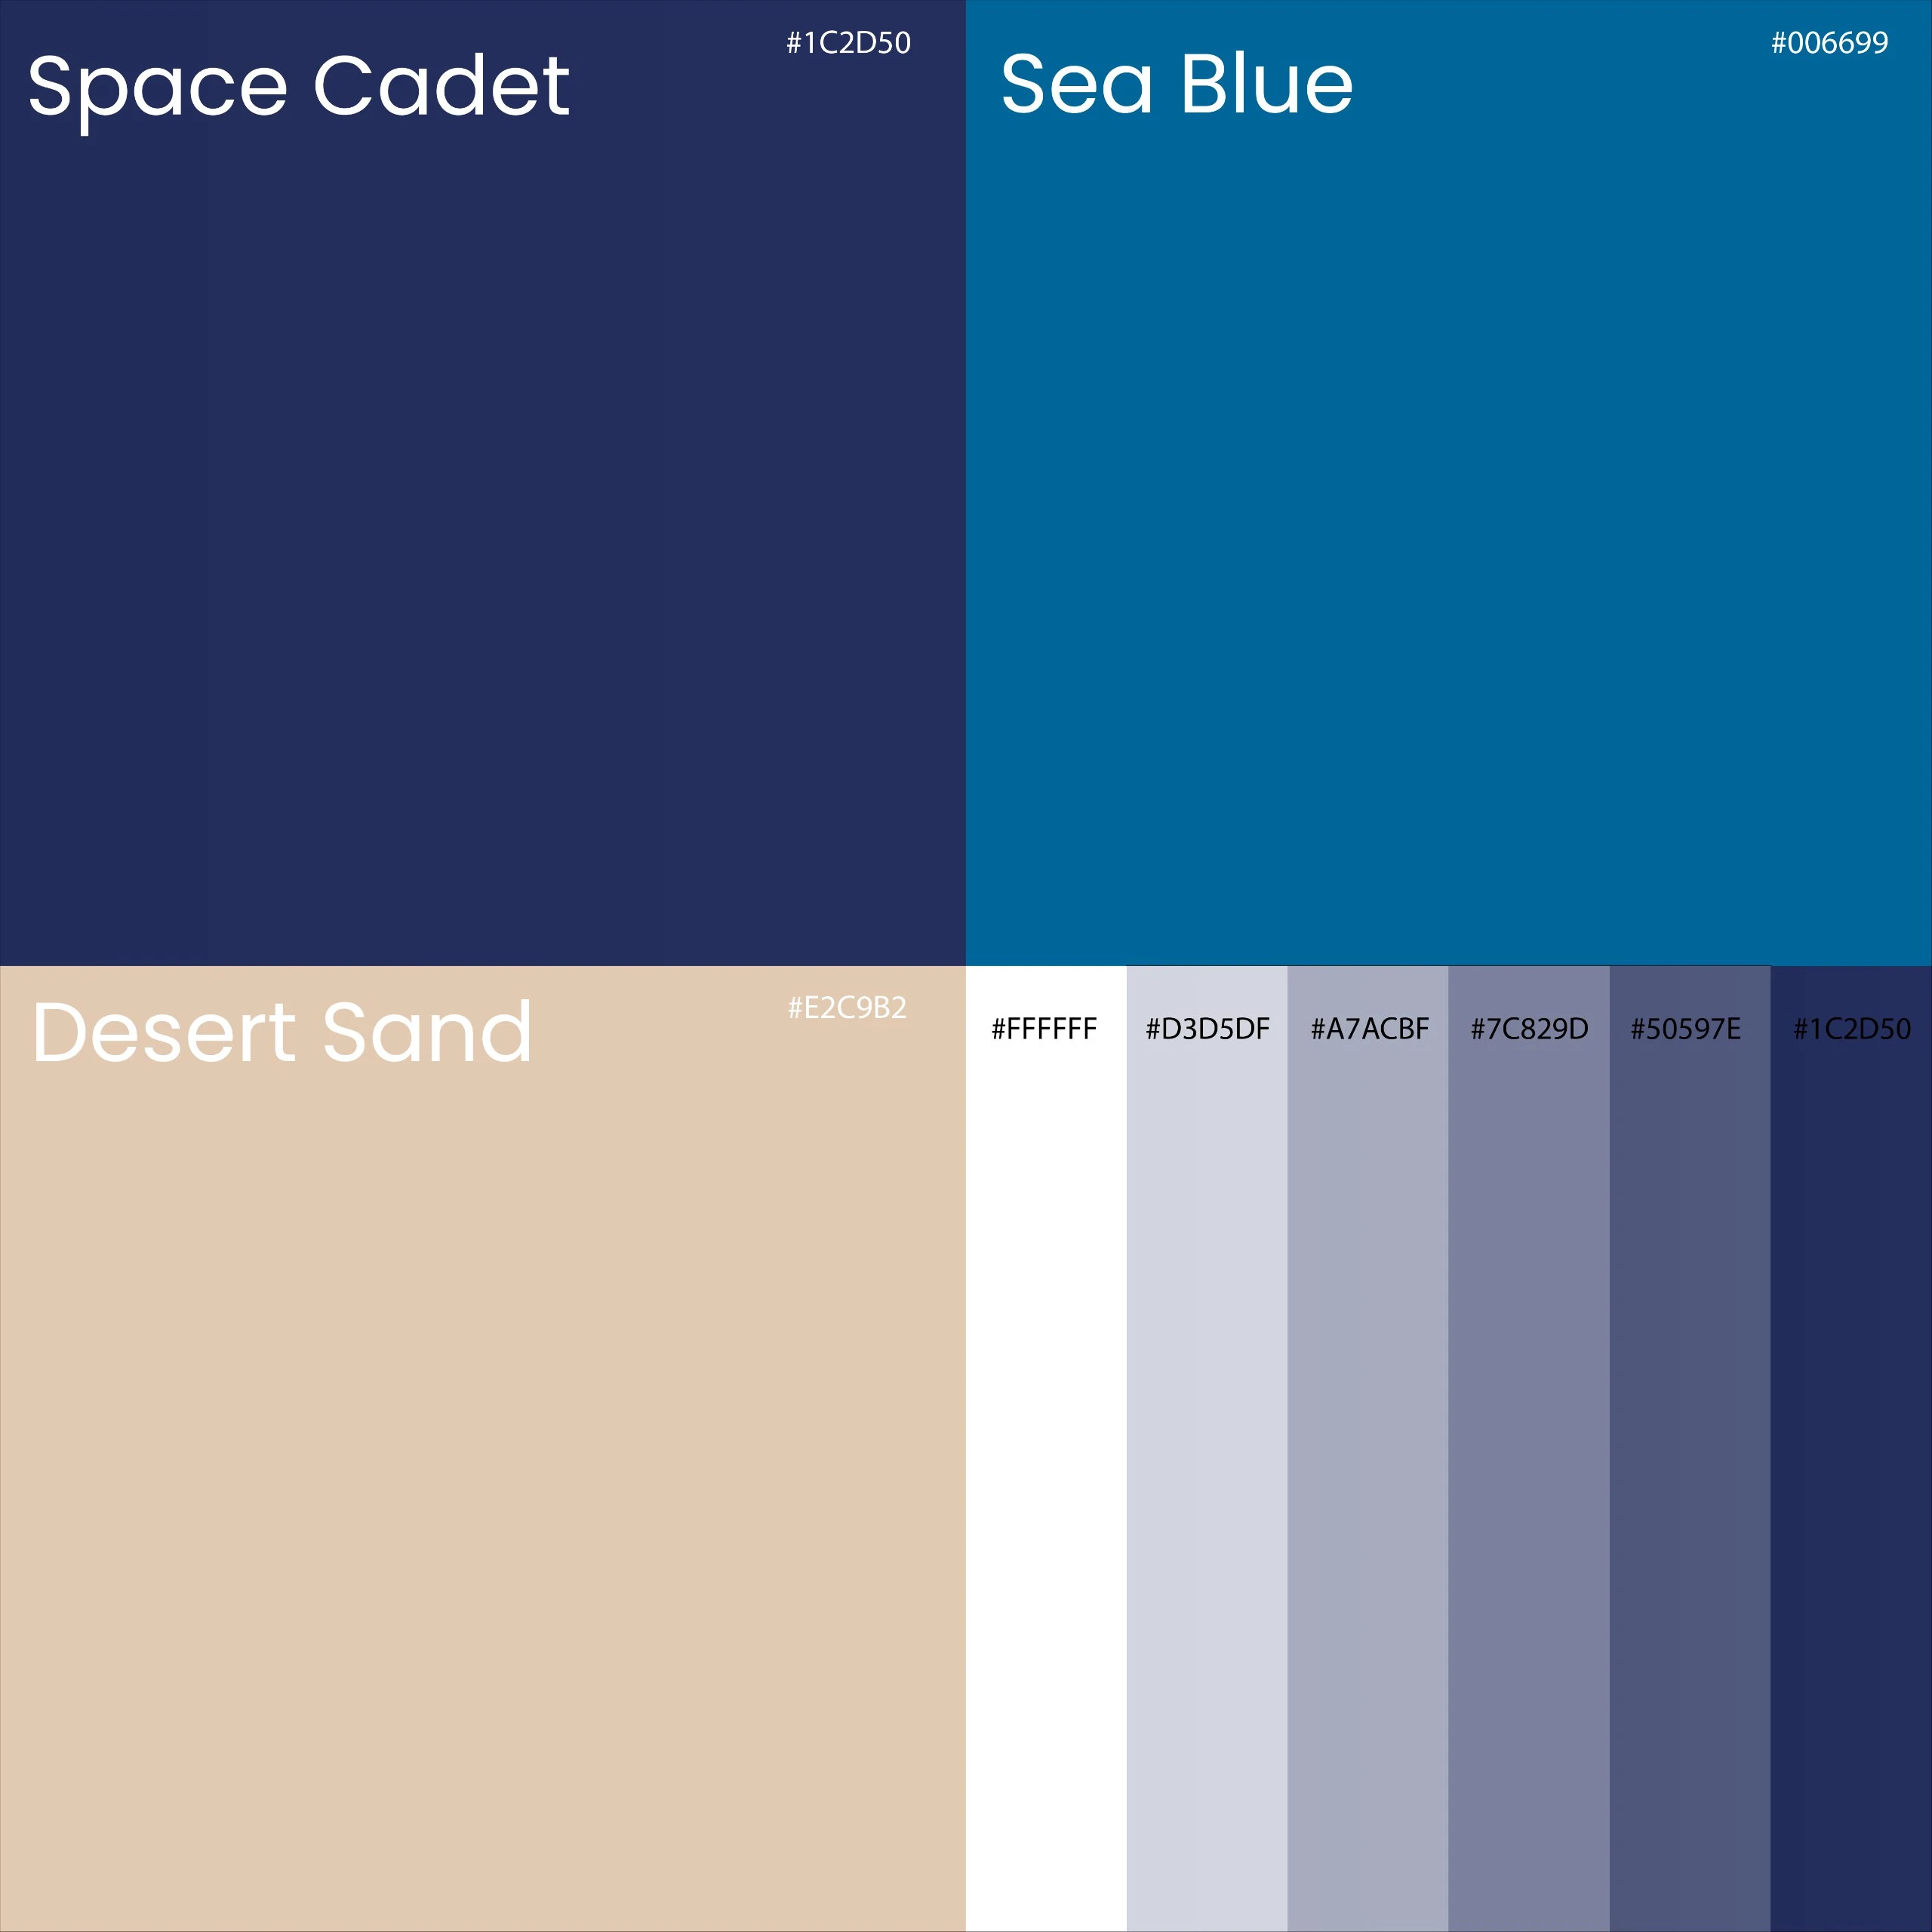 Space Cadet
#1C2D50
Sea Blue
#006699
Desert Sand
#E2C9B2
#FFFFFF
#D3D5DF
#A7ACBF
#7C829D
#50597E
#1C2D50